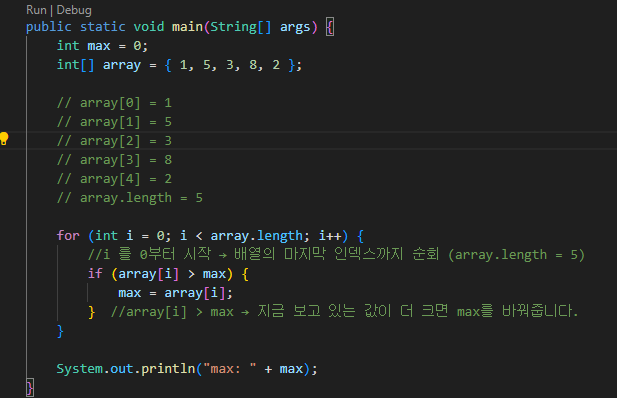 Run | Debug
public static void main(String[] args) {
int max = 0;
int[] array = { 1, 5, 3, 8, 2 };
// array[0] = 1
// array[1] = 5
// array[2] = 3
// array[3] = 8
// array[4] = 2
// array.length = 5
for (int i = 0; i < array.length; i++) {
//i 를 0부터 시작 → 배열의 마지막 인덱스까지 순회 (array.length = 5)
if (array[i] > max) {
max = array[i];
} //array[i] > max → 지금 보고 있는 값이 더 크면 max를 바꿔줍니다.
}
System.out.println("max: " + max);
}